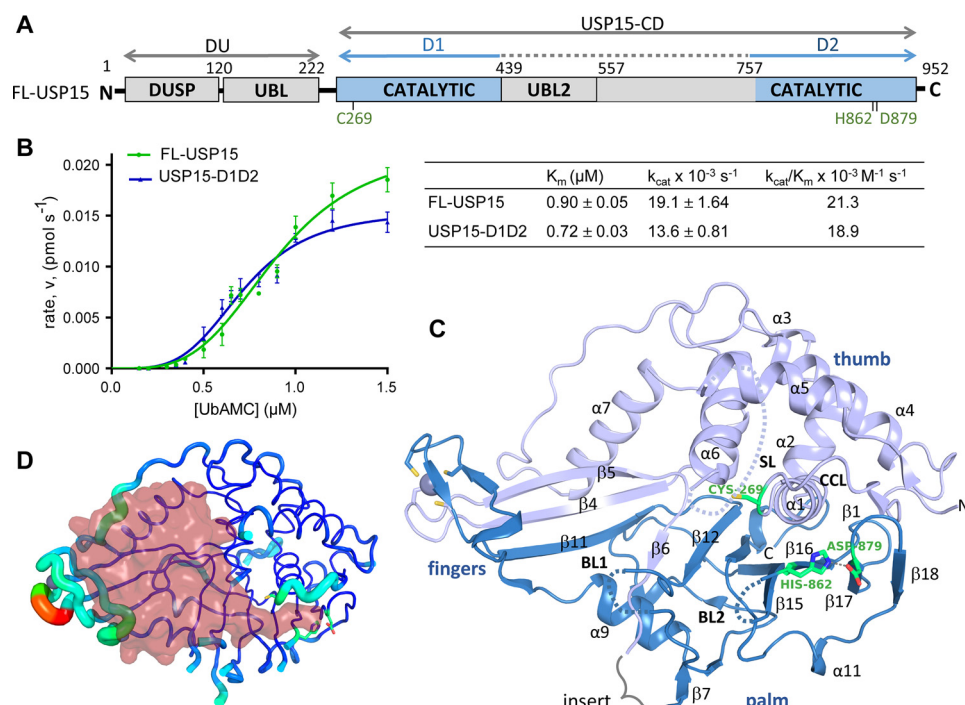 A
USP15-CD
DU
D1
D2
1
120
222
439
557
757
952
FL-USP15
N
DUSP
UBL
CATALYTIC
UBL2
CATALYTIC
C
C269
H862
D879
B
FL-USP15
USP15-D1D2
rate, v, (pmol s⁻¹)
0.020
0.015
0.010
0.005
0.000
0.0
0.5
1.0
1.5
[UbAMC] (µM)
Kₘ (µM) k_cat x 10⁻³ s⁻¹ k_cat/Kₘ x 10⁻³ M⁻¹ s⁻¹
FL-USP15 0.90 ± 0.05 19.1 ± 1.64 21.3
USP15-D1D2 0.72 ± 0.03 13.6 ± 0.81 18.9
C
α3
thumb
α5
α4
α7
α2
α6
SL
CCL
β5
CYS-269
α1
N
β4
β1
β11
β6
β12
C
β16
ASP-879
fingers
BL1
HIS-862
β18
β15
β17
α9
BL2
α11
insert
β7
palm
D